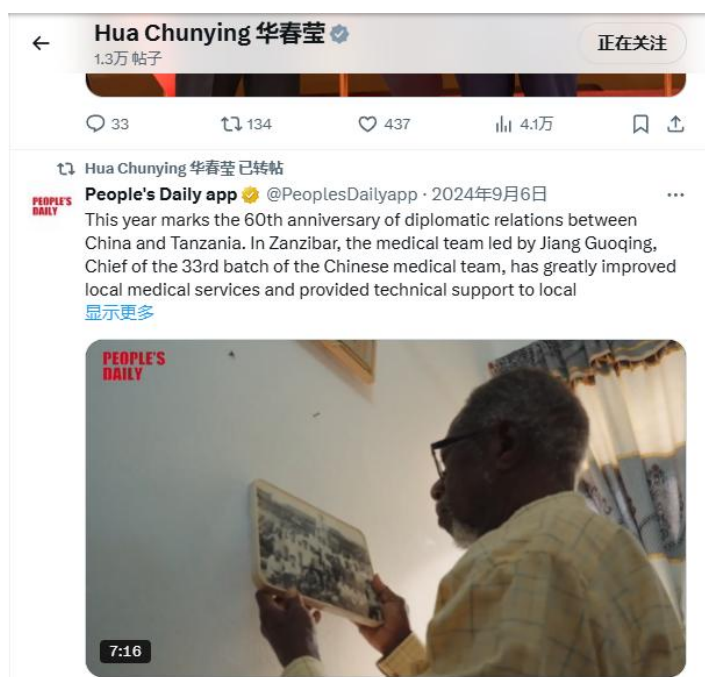 Hua Chunying 华春莹
1.3万 帖子
正在关注
33 134 437 4.1万
Hua Chunying 华春莹 已转帖
PEOPLE'S
DAILY
People's Daily app @PeoplesDailyapp · 2024年9月6日
This year marks the 60th anniversary of diplomatic relations between
China and Tanzania. In Zanzibar, the medical team led by Jiang Guoqing,
Chief of the 33rd batch of the Chinese medical team, has greatly improved
local medical services and provided technical support to local
显示更多
PEOPLE'S
DAILY
7:16